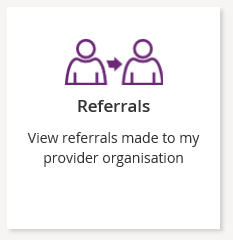 Referrals
View referrals made to my
provider organisation